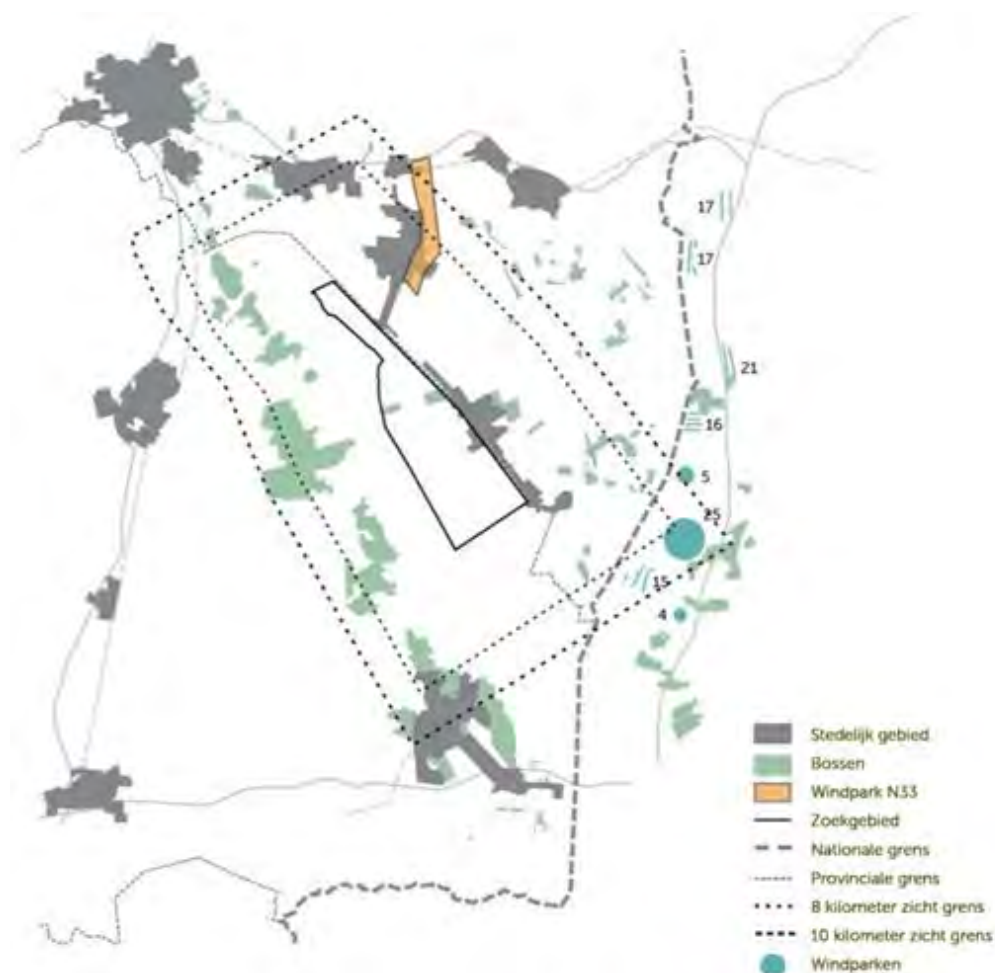 17
17
21
16
5
25
15
4
Stedelijk gebied
Bossen
Windpark N33
Zoekgebied
Nationale grens
Provinciale grens
8 kilometer zicht grens
10 kilometer zicht grens
Windparken